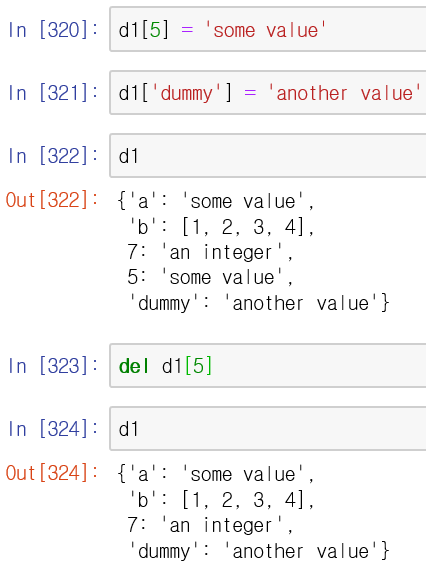 In [320]: d1[5] = 'some value'
In [321]: d1['dummy'] = 'another value'
In [322]: d1
Out[322]: {'a': 'some value',
'b': [1, 2, 3, 4],
7: 'an integer',
5: 'some value',
'dummy': 'another value'}
In [323]: del d1[5]
In [324]: d1
Out[324]: {'a': 'some value',
'b': [1, 2, 3, 4],
7: 'an integer',
'dummy': 'another value'}